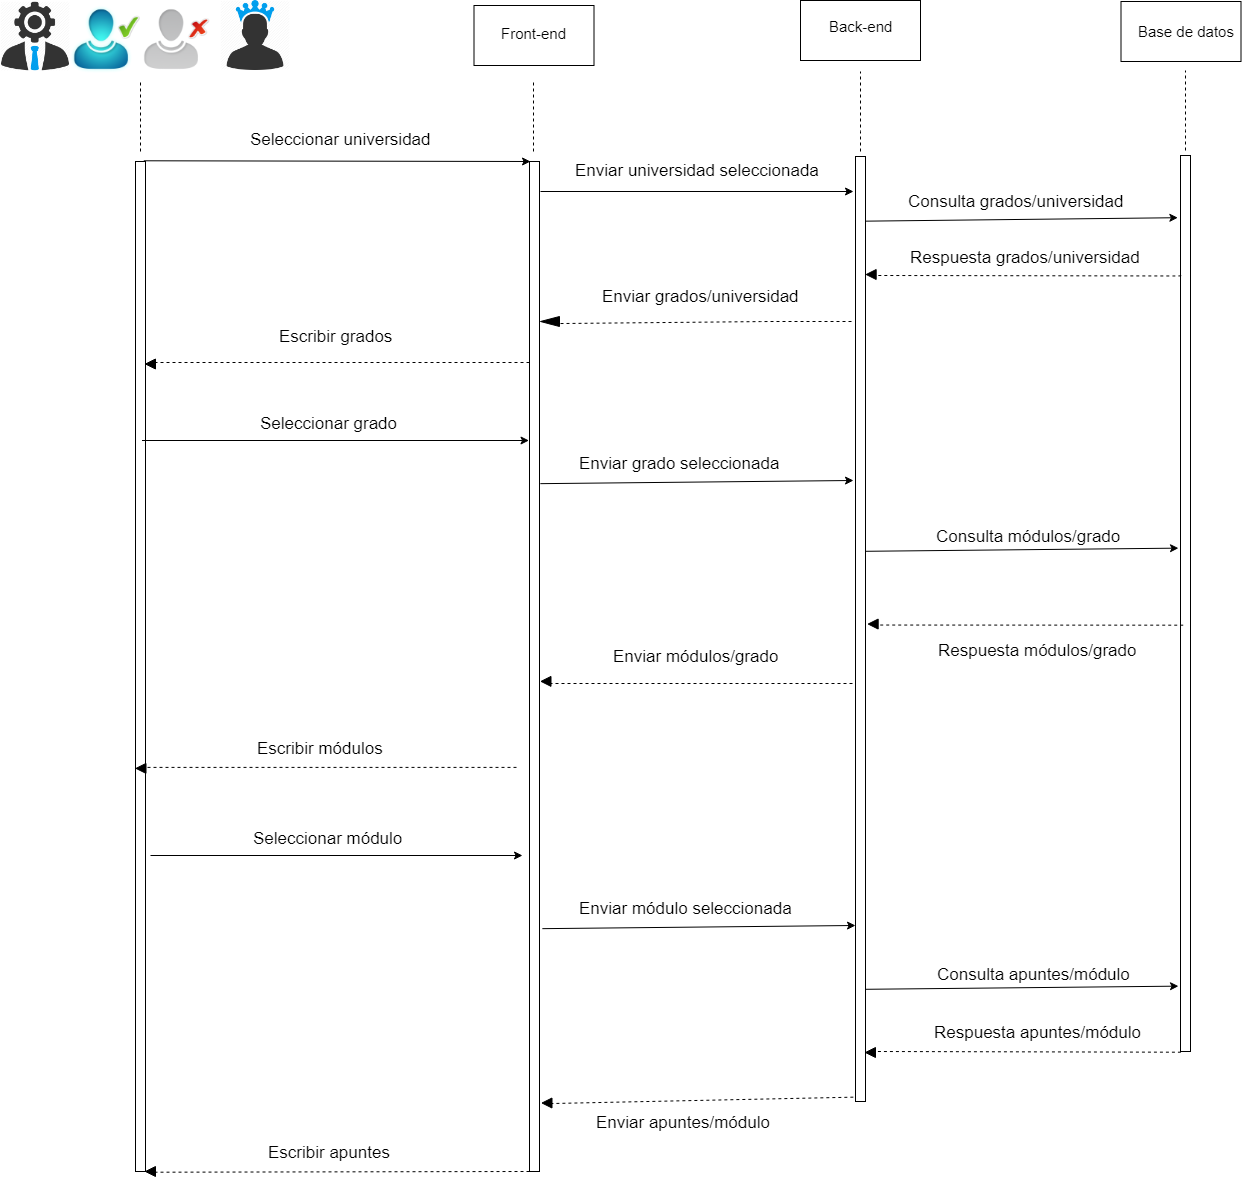 Front-end
Back-end
Base de datos
Seleccionar universidad
Enviar universidad seleccionada
Consulta grados/universidad
Respuesta grados/universidad
Enviar grados/universidad
Escribir grados
Seleccionar grado
Enviar grado seleccionada
Consulta módulos/grado
Respuesta módulos/grado
Enviar módulos/grado
Escribir módulos
Seleccionar módulo
Enviar módulo seleccionada
Consulta apuntes/módulo
Respuesta apuntes/módulo
Enviar apuntes/módulo
Escribir apuntes